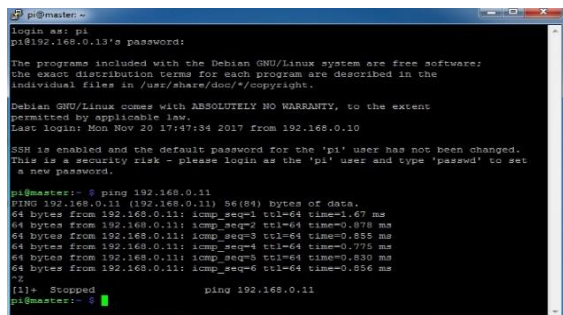 pi@master: ~
login as: pi
pi@192.168.0.13's password:
The programs included with the Debian GNU/Linux system are free software;
the exact distribution terms for each program are described in the
individual files in /usr/share/doc/*/copyright.
Debian GNU/Linux comes with ABSOLUTELY NO WARRANTY, to the extent
permitted by applicable law.
Last login: Mon Nov 20 17:47:34 2017 from 192.168.0.10
SSH is enabled and the default password for the 'pi' user has not been changed.
This is a security risk - please login as the 'pi' user and type 'passwd' to set
a new password.
pi@master:~ $ ping 192.168.0.11
PING 192.168.0.11 (192.168.0.11) 56(84) bytes of data.
64 bytes from 192.168.0.11: icmp_seq=1 ttl=64 time=1.67 ms
64 bytes from 192.168.0.11: icmp_seq=2 ttl=64 time=0.878 ms
64 bytes from 192.168.0.11: icmp_seq=3 ttl=64 time=0.855 ms
64 bytes from 192.168.0.11: icmp_seq=4 ttl=64 time=0.775 ms
64 bytes from 192.168.0.11: icmp_seq=5 ttl=64 time=0.830 ms
64 bytes from 192.168.0.11: icmp_seq=6 ttl=64 time=0.856 ms
^Z
[1]+  Stopped                 ping 192.168.0.11
pi@master:~ $